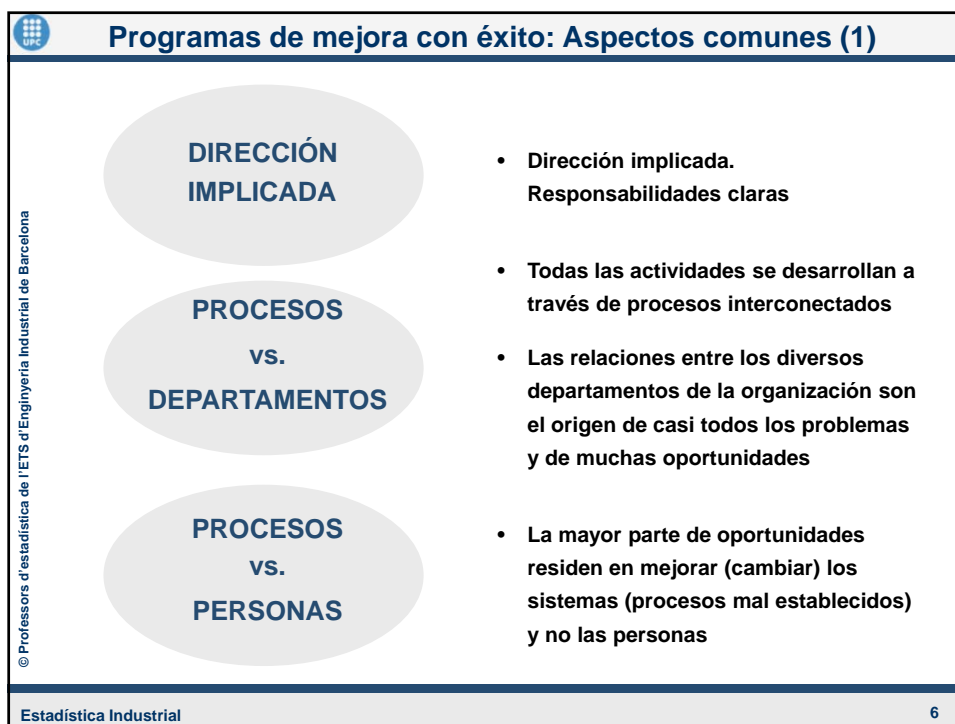 UPC
Programas de mejora con éxito: Aspectos comunes (1)
DIRECCIÓN
IMPLICADA
• Dirección implicada.
Responsabilidades claras
PROCESOS
vs.
DEPARTAMENTOS
• Todas las actividades se desarrollan a
través de procesos interconectados
• Las relaciones entre los diversos
departamentos de la organización son
el origen de casi todos los problemas
y de muchas oportunidades
PROCESOS
vs.
PERSONAS
• La mayor parte de oportunidades
residen en mejorar (cambiar) los
sistemas (procesos mal establecidos)
y no las personas
© Professors d'estadística de l'ETS d'Enginyeria Industrial de Barcelona
Estadística Industrial
6